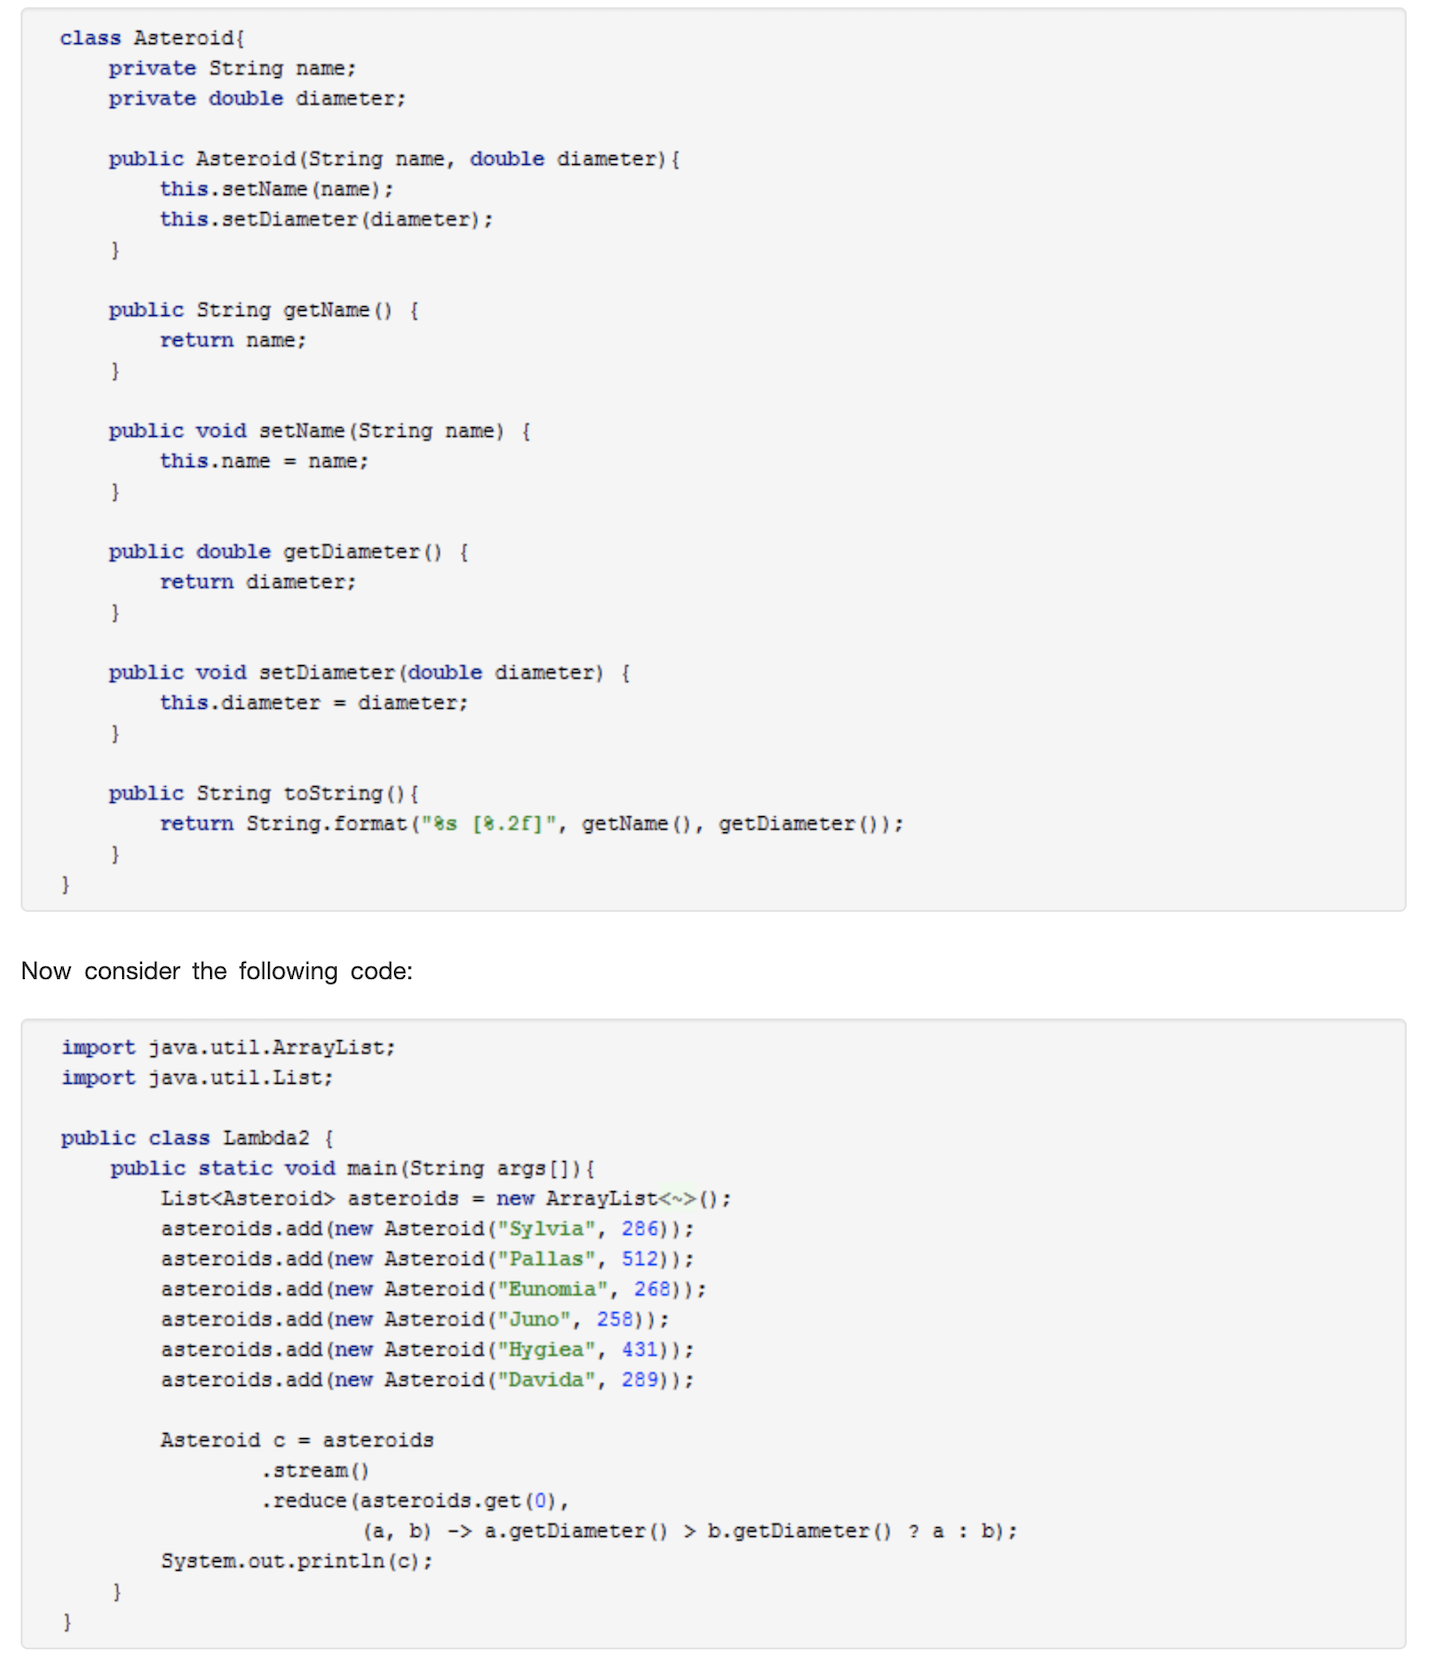 class Asteroid{
    private String name;
    private double diameter;

    public Asteroid(String name, double diameter){
        this.setName(name);
        this.setDiameter(diameter);
    }

    public String getName() {
        return name;
    }

    public void setName(String name) {
        this.name = name;
    }

    public double getDiameter() {
        return diameter;
    }

    public void setDiameter(double diameter) {
        this.diameter = diameter;
    }

    public String toString(){
        return String.format("%s [%.2f]", getName(), getDiameter());
    }
}

Now consider the following code:

import java.util.ArrayList;
import java.util.List;

public class Lambda2 {
    public static void main(String args[]){
        List<Asteroid> asteroids = new ArrayList<~>();
        asteroids.add(new Asteroid("Sylvia", 286));
        asteroids.add(new Asteroid("Pallas", 512));
        asteroids.add(new Asteroid("Eunomia", 268));
        asteroids.add(new Asteroid("Juno", 258));
        asteroids.add(new Asteroid("Hygiea", 431));
        asteroids.add(new Asteroid("Davida", 289));

        Asteroid c = asteroids
                .stream()
                .reduce(asteroids.get(0),
                        (a, b) -> a.getDiameter() > b.getDiameter() ? a : b);
        System.out.println(c);
    }
}